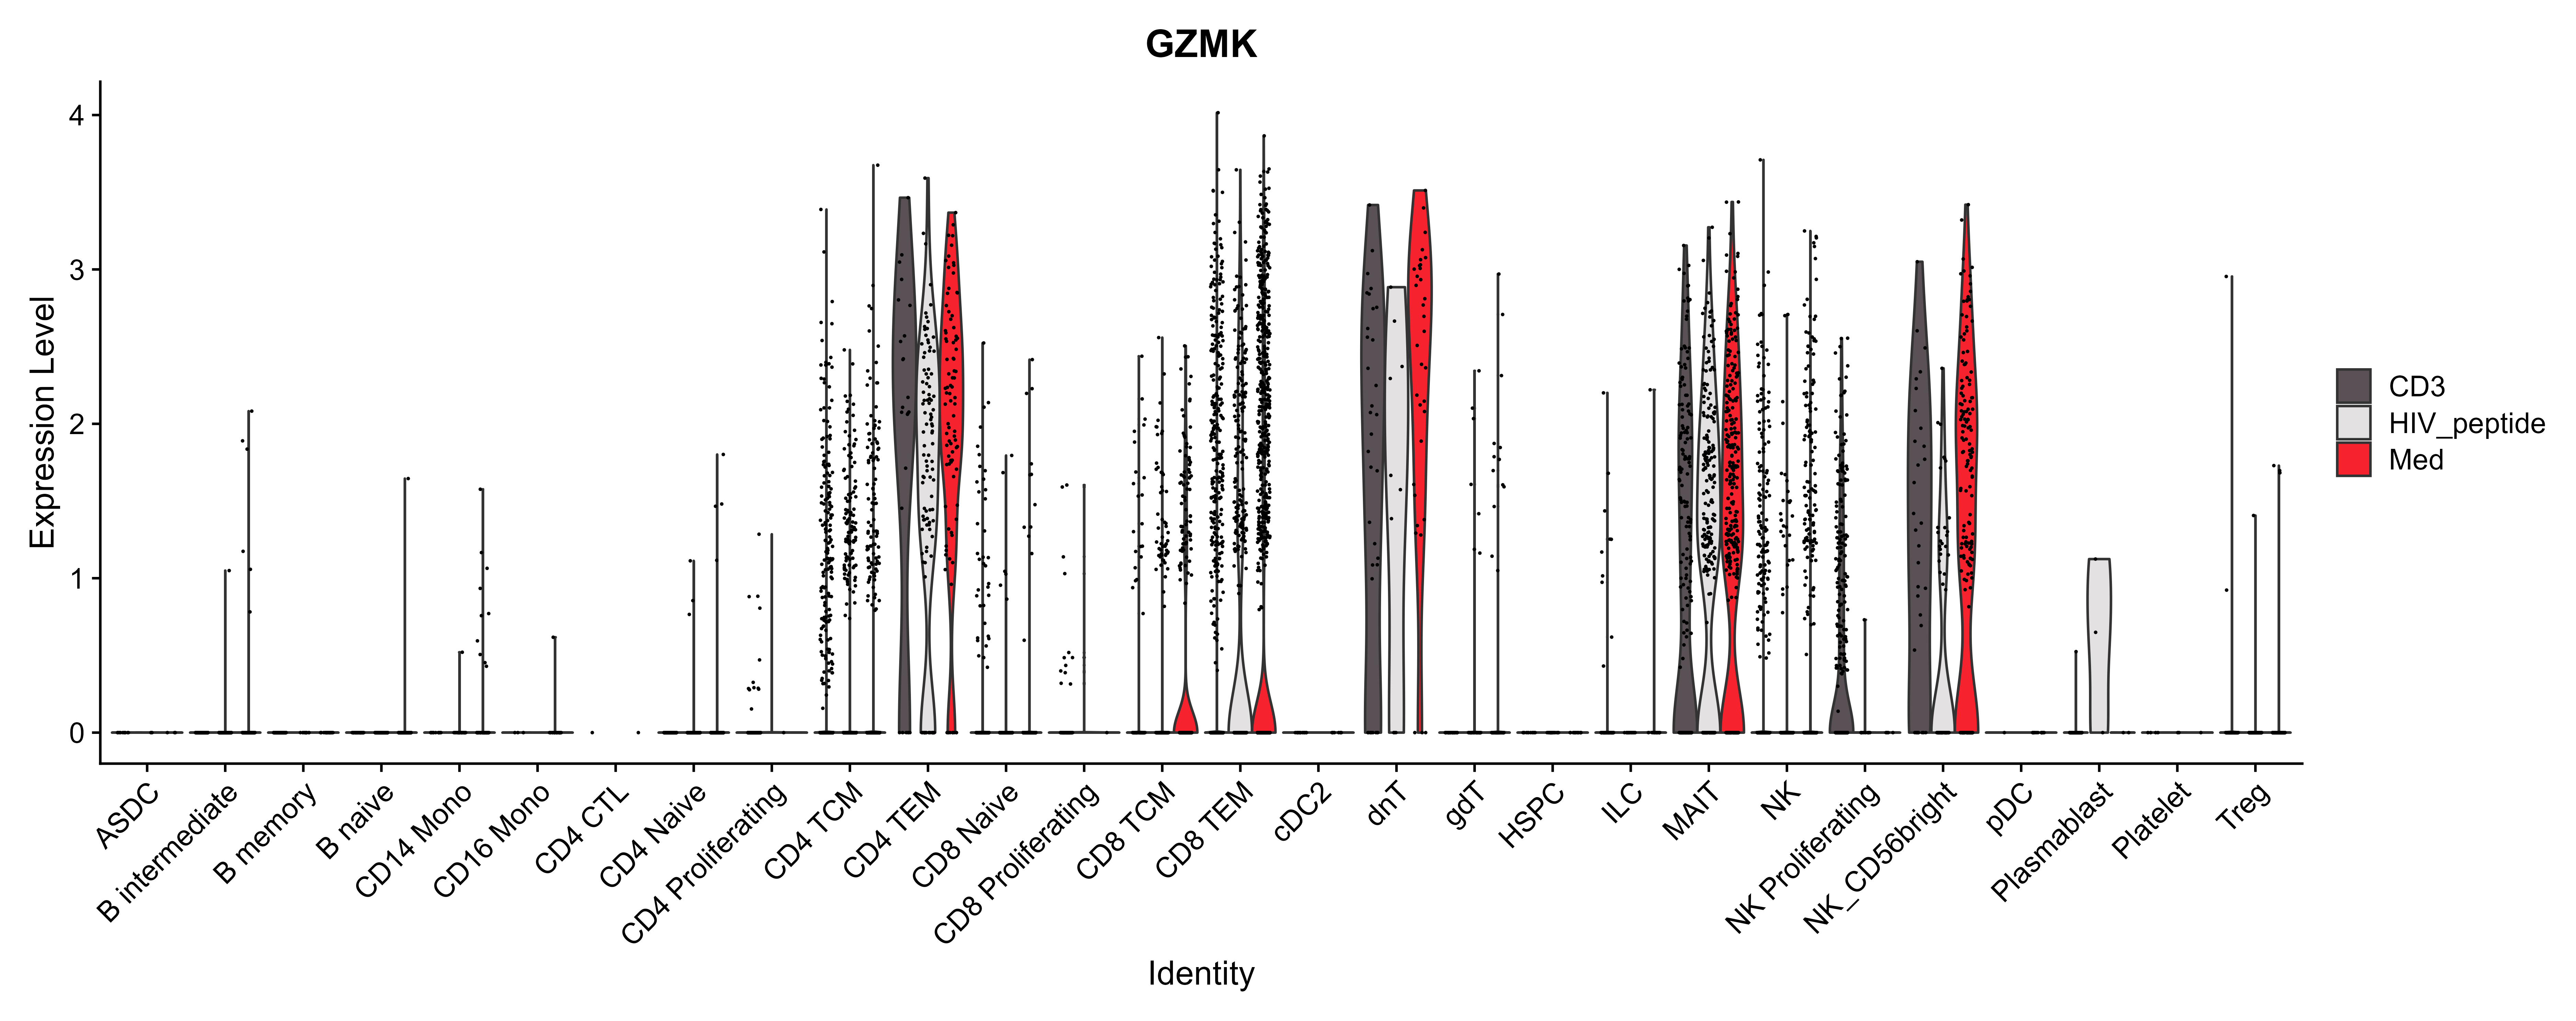 GZMK
Expression Level
4
3
2
1
0
ASDC
B intermediate
B memory
B naive
CD14 Mono
CD16 Mono
CD4 CTL
CD4 Naive
CD4 Proliferating
CD4 TCM
CD4 TEM
CD8 Naive
CD8 Proliferating
CD8 TCM
CD8 TEM
cDC2
dnT
gdT
HSPC
ILC
MAIT
NK
NK Proliferating
NK_CD56bright
pDC
Plasmablast
Platelet
Treg
Identity
CD3
HIV_peptide
Med